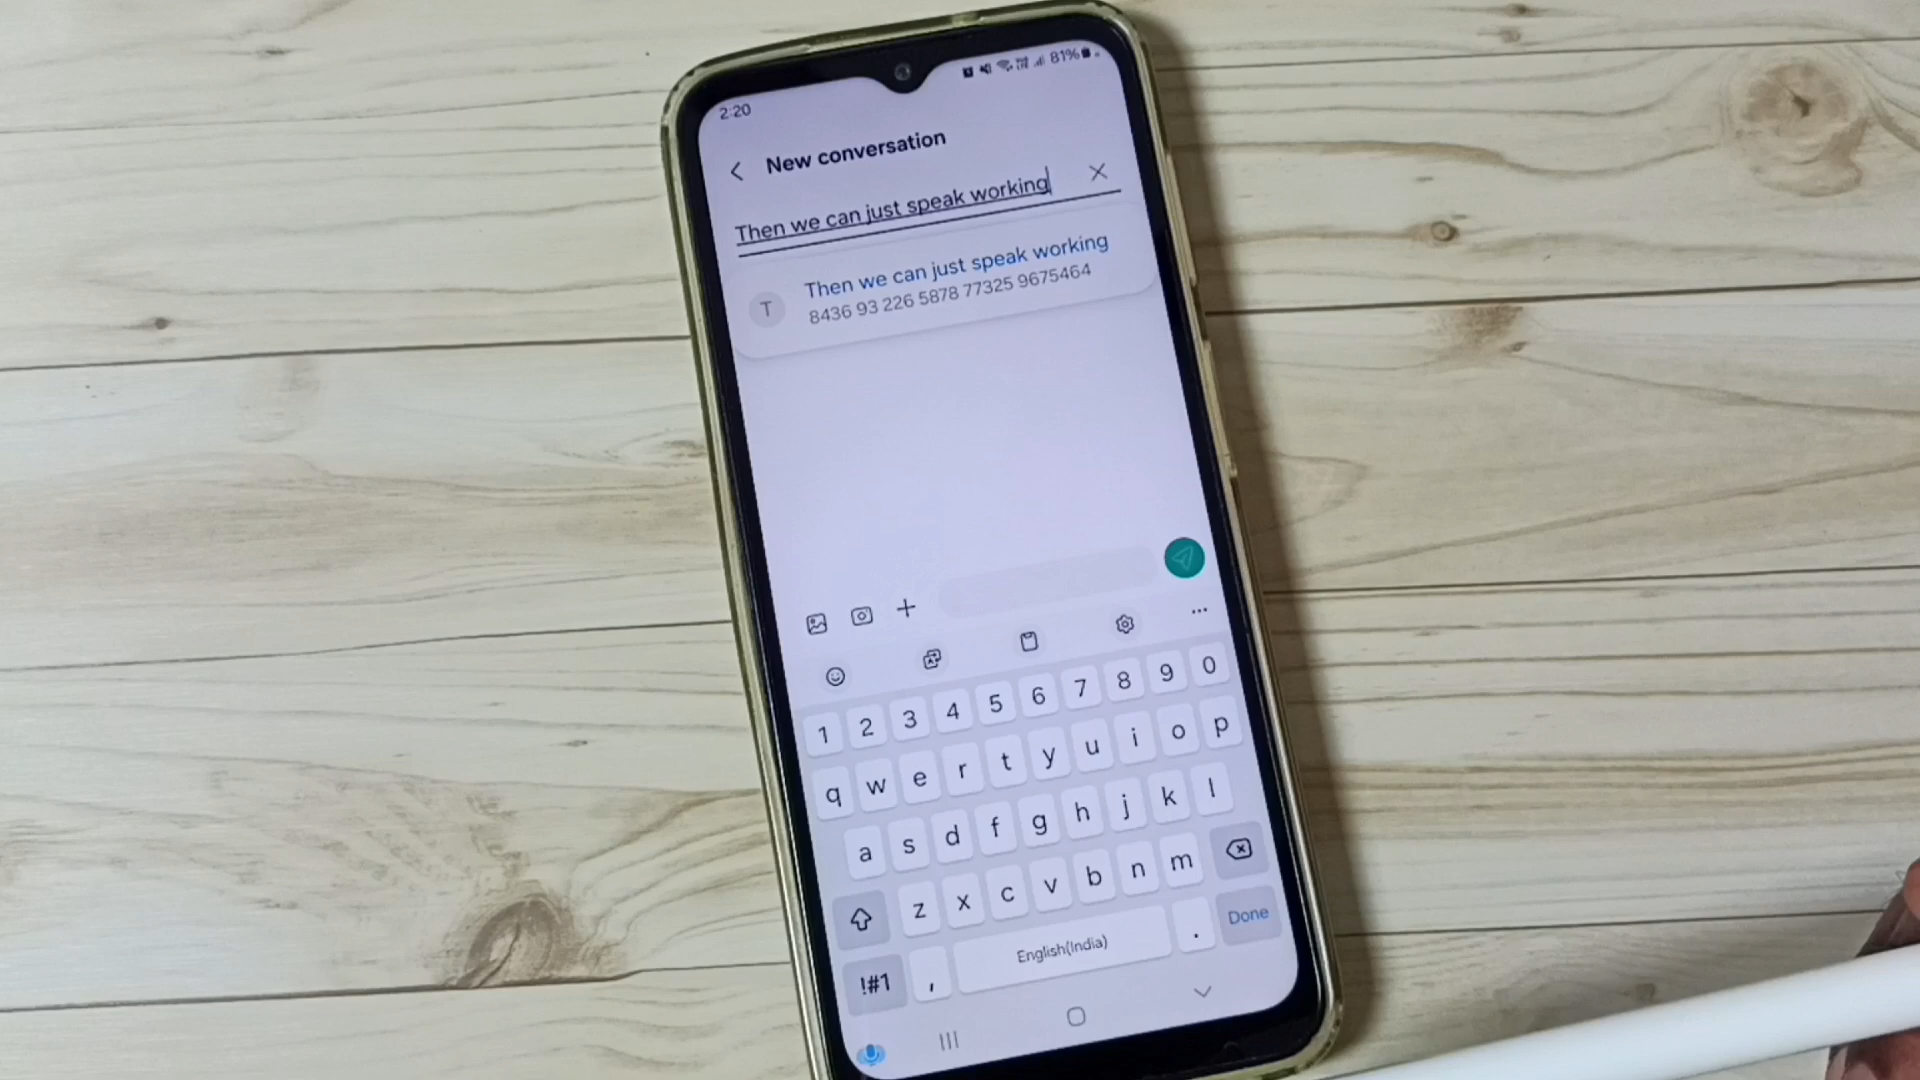 2:20
81%
New conversation
Then we can just speak working
T
Then we can just speak working
8436 93 226 5878 77325 9675464
1 2 3 4 5 6 7 8 9 0
q w e r t y u i o p
a s d f g h j k l
z x c v b n m
!#1 , English(India) . Done